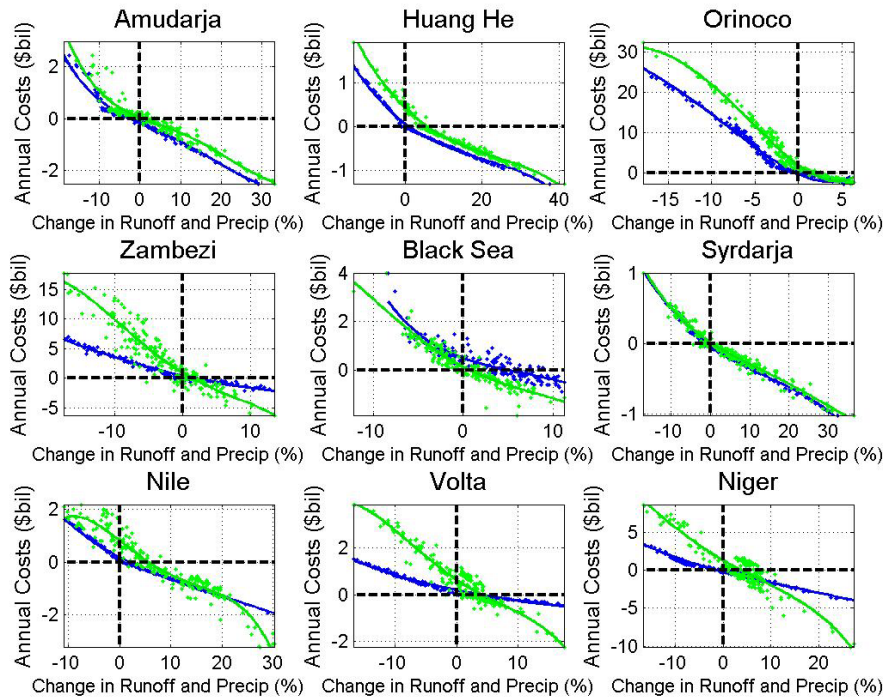 Amudarja
Huang He
Orinoco
Annual Costs ($bil)
2
0
-2
-10
0
10
20
30
Change in Runoff and Precip (%)
Annual Costs ($bil)
1
0
-1
0
20
40
Change in Runoff and Precip (%)
Annual Costs ($bil)
30
20
10
0
-15
-10
-5
0
5
Change in Runoff and Precip (%)
Zambezi
Black Sea
Syrdarja
Annual Costs ($bil)
15
10
5
0
-5
-10
0
10
Change in Runoff and Precip (%)
Annual Costs ($bil)
4
2
0
-10
0
10
Change in Runoff and Precip (%)
Annual Costs ($bil)
1
0
-1
-10
0
10
20
30
Change in Runoff and Precip (%)
Nile
Volta
Niger
Annual Costs ($bil)
2
0
-2
-10
0
10
20
30
Change in Runoff and Precip (%)
Annual Costs ($bil)
2
0
-2
-10
0
10
Change in Runoff and Precip (%)
Annual Costs ($bil)
5
0
-5
-10
-10
0
10
20
Change in Runoff and Precip (%)